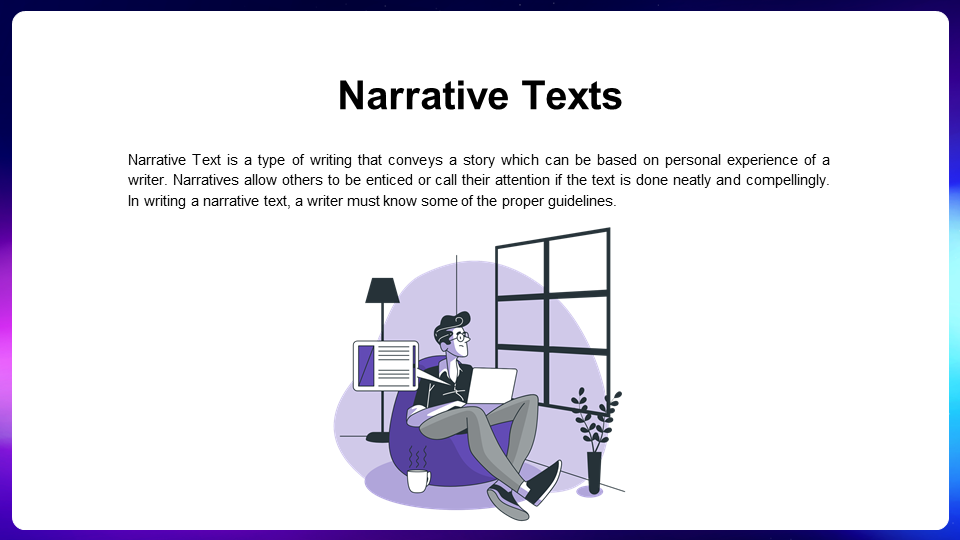 Narrative Texts
Narrative Text is a type of writing that conveys a story which can be based on personal experience of a
writer. Narratives allow others to be enticed or call their attention if the text is done neatly and compellingly.
In writing a narrative text, a writer must know some of the proper guidelines.